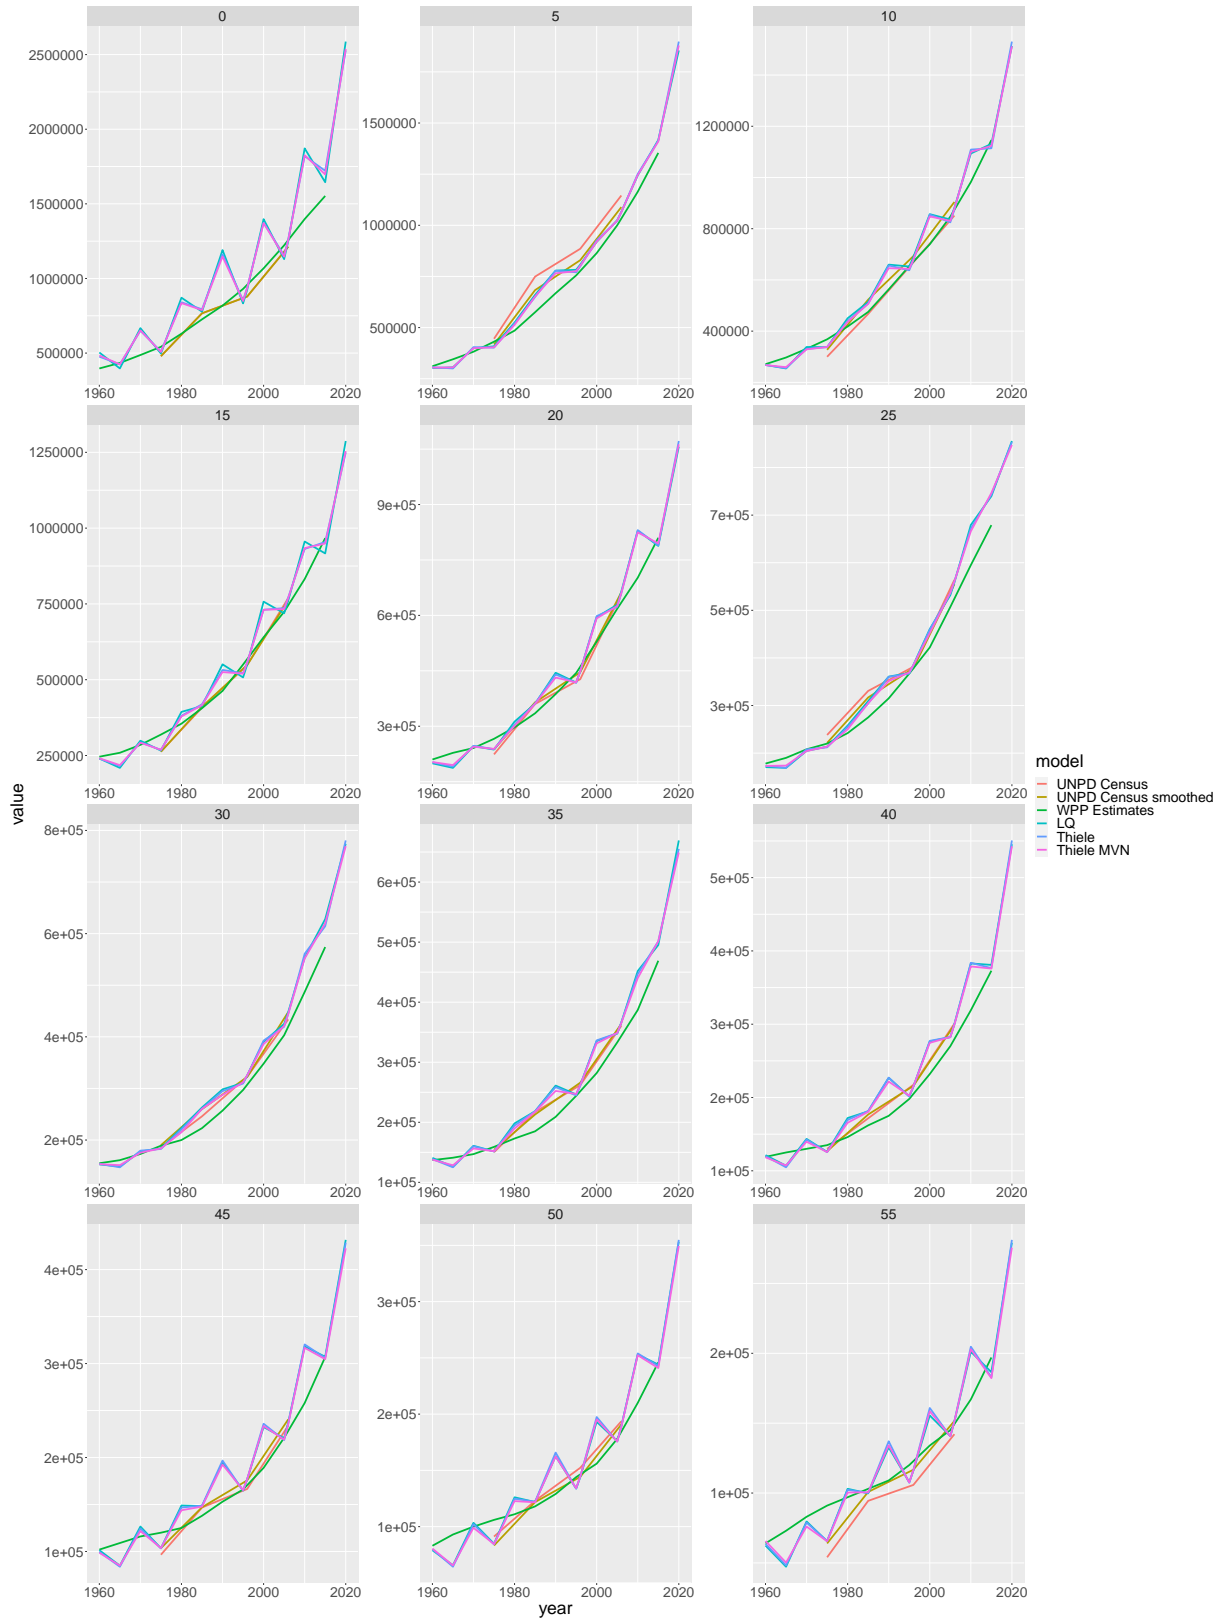 0 5 10
2500000
2000000
1500000
1000000
500000
1500000
1000000
500000
1200000
800000
400000
1960 1980 2000 2020 1960 1980 2000 2020 1960 1980 2000 2020
15 20 25
1250000
1000000
750000
500000
250000
9e+05
6e+05
3e+05
7e+05
5e+05
3e+05
1960 1980 2000 2020 1960 1980 2000 2020 1960 1980 2000 2020
30 35 40
8e+05
6e+05
4e+05
2e+05
6e+05
5e+05
4e+05
3e+05
2e+05
1e+05
5e+05
4e+05
3e+05
2e+05
1e+05
1960 1980 2000 2020 1960 1980 2000 2020 1960 1980 2000 2020
45 50 55
4e+05
3e+05
2e+05
1e+05
3e+05
2e+05
1e+05
2e+05
1e+05
1960 1980 2000 2020 1960 1980 2000 2020 1960 1980 2000 2020
year
value
model
UNPD Census
UNPD Census smoothed
WPP Estimates
LQ
Thiele
Thiele MVN